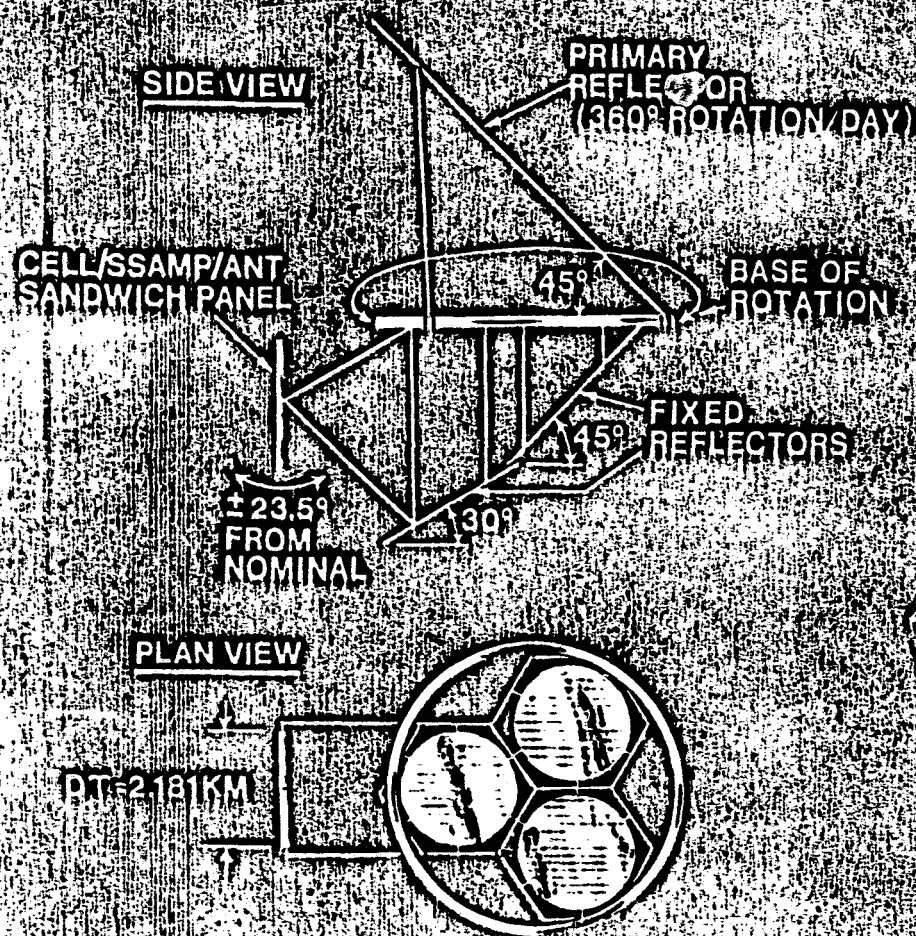 SIDE VIEW
PRIMARY
REFLECTOR
(360° ROTATION/DAY)
CELL/SSAMP/ANT
SANDWICH PANEL
45°
BASE OF
ROTATION
FIXED
REFLECTORS
45°
±23.5°
FROM
NOMINAL
30°
PLAN VIEW
DT=2.181KM